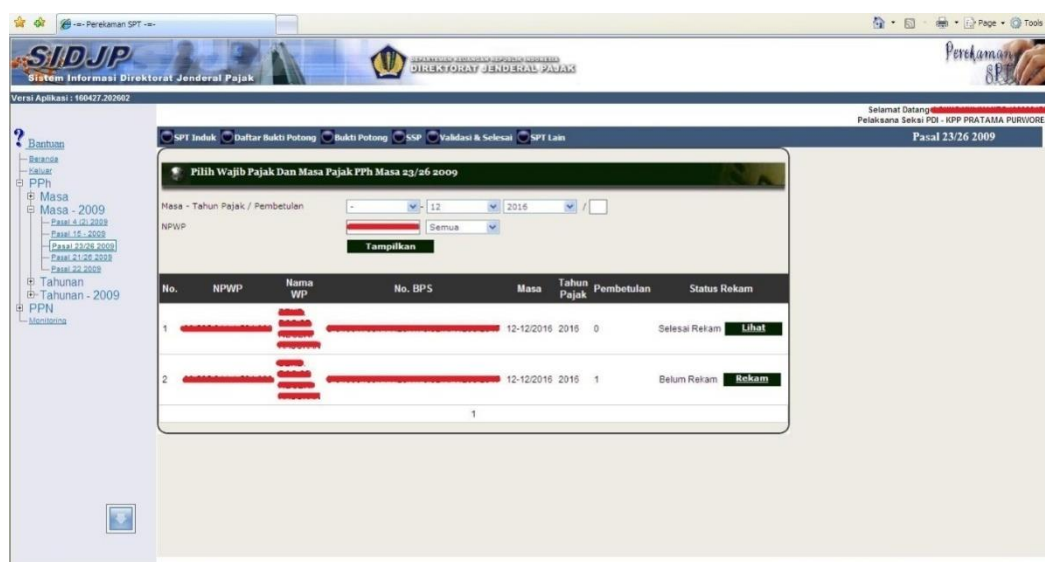 -=- Perekaman SPT -=-
Page
Tools
SIDJP
Sistem Informasi Direktorat Jenderal Pajak
DIREKTORAT JENDERAL PAJAK
Perekaman
SPT
Versi Aplikasi : 160427.202602
Selamat Datang
Pelaksana Seksi PDI - KPP PRATAMA PURWORE
? Bantuan
SPT Induk Daftar Bukti Potong Bukti Potong SSP Validasi & Selesai SPT Lain
Pasal 23/26 2009
Beranda
Keluar
PPh
Masa
Masa - 2009
Pasal 4 (2) 2009
Pasal 15 - 2009
Pasal 23/26 2009
Pasal 21/26 2009
Pasal 22 2009
Tahunan
Tahunan - 2009
PPN
Monitoring
Pilih Wajib Pajak Dan Masa Pajak PPh Masa 23/26 2009
Masa - Tahun Pajak / Pembetulan - - 12 2016 /
NPWP Semua
Tampilkan
No. NPWP Nama WP No. BPS Masa Tahun Pajak Pembetulan Status Rekam
1 12-12/2016 2016 0 Selesai Rekam Lihat
2 12-12/2016 2016 1 Belum Rekam Rekam
1